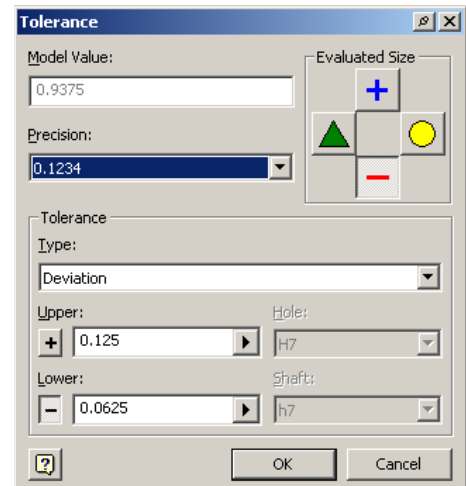 Tolerance
Model Value:
Evaluated Size
0.9375
+
Precision:
0.1234
−
Tolerance
Type:
Deviation
Upper:
Hole:
+ 0.125
H7
Lower:
Shaft:
− 0.0625
h7
?
OK
Cancel